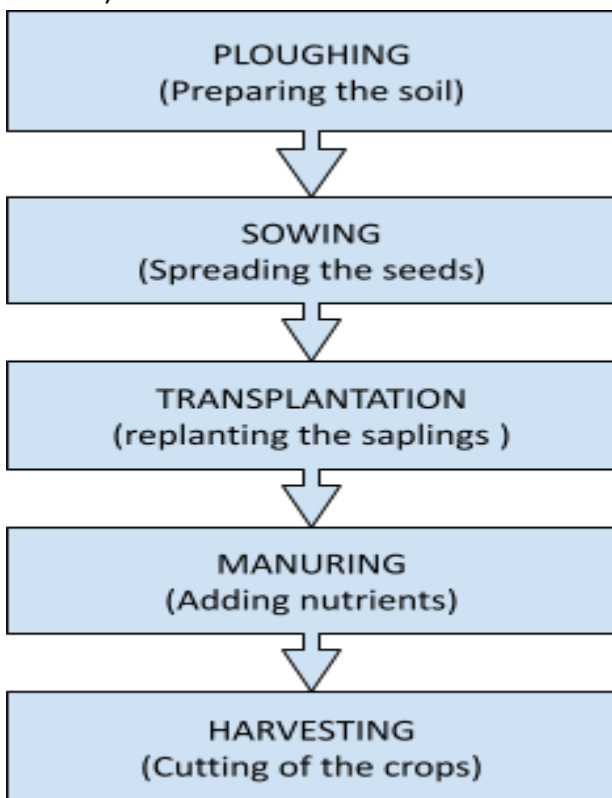 PLOUGHING
(Preparing the soil)
SOWING
(Spreading the seeds)
TRANSPLANTATION
(replanting the saplings )
MANURING
(Adding nutrients)
HARVESTING
(Cutting of the crops)